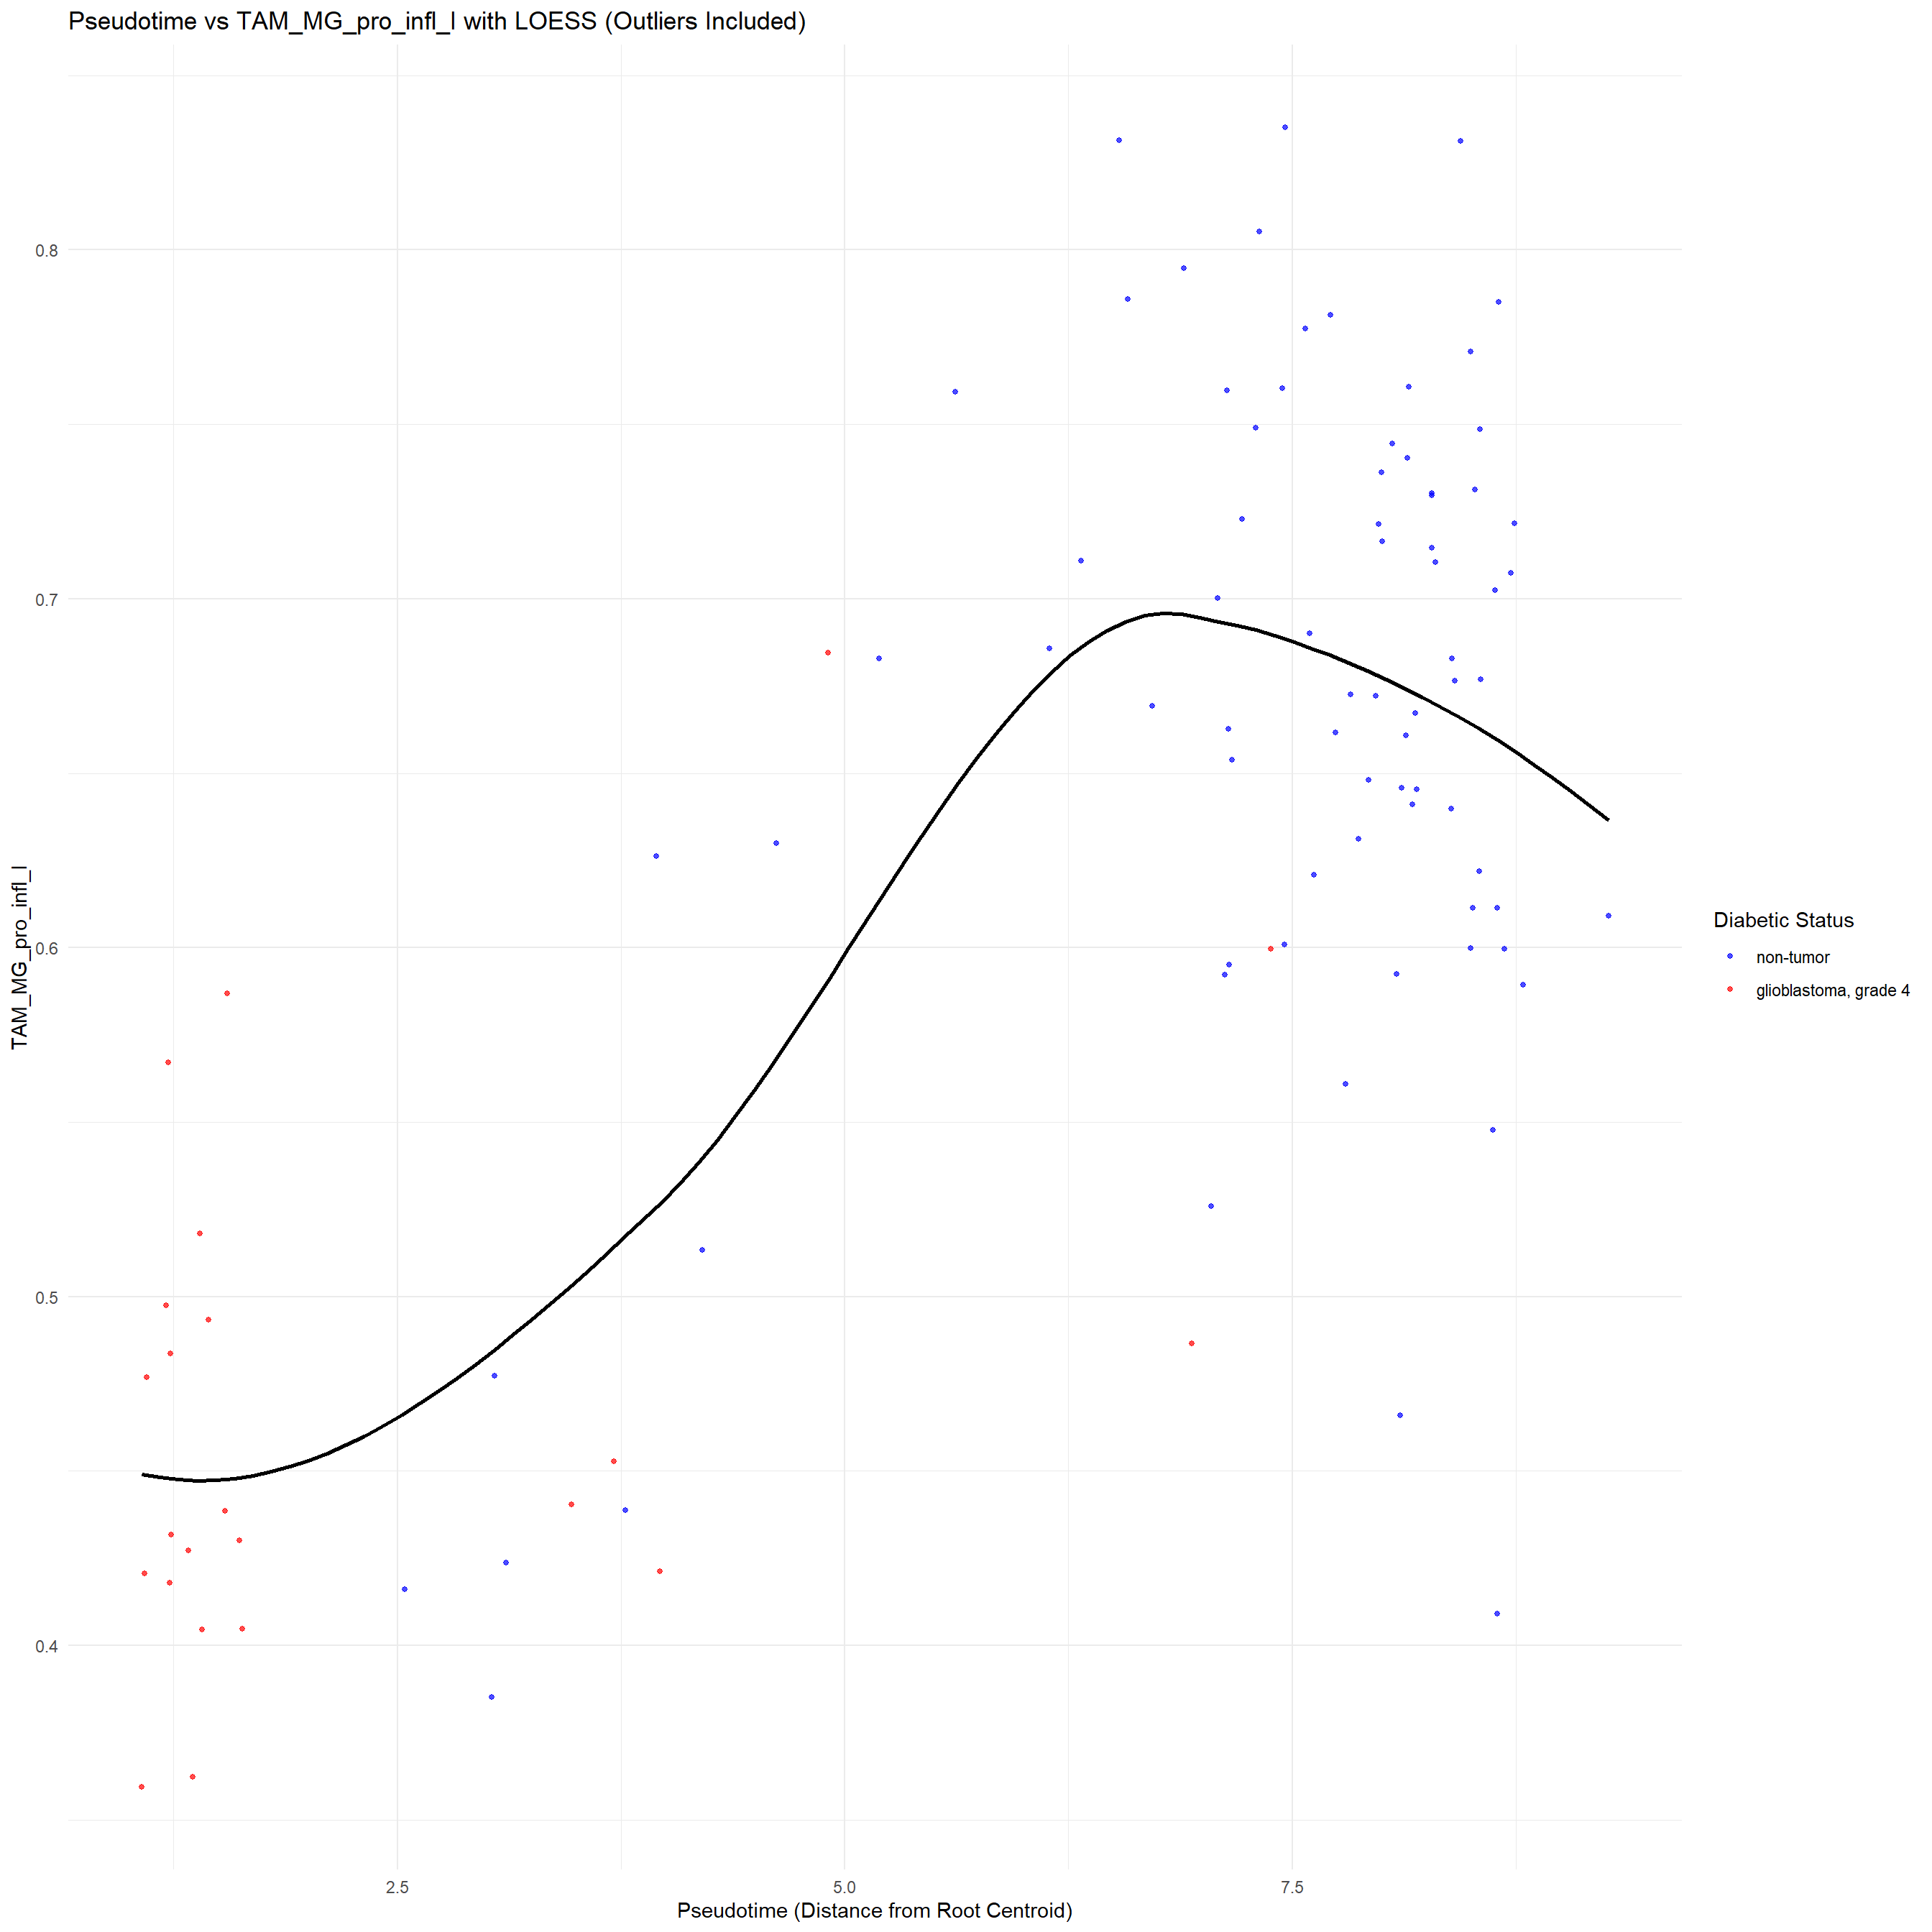 Pseudotime vs TAM_MG_pro_infl_I with LOESS (Outliers Included)
TAM_MG_pro_infl_I
0.8
0.7
0.6
0.5
0.4
2.5
5.0
7.5
Pseudotime (Distance from Root Centroid)
Diabetic Status
non-tumor
glioblastoma, grade 4